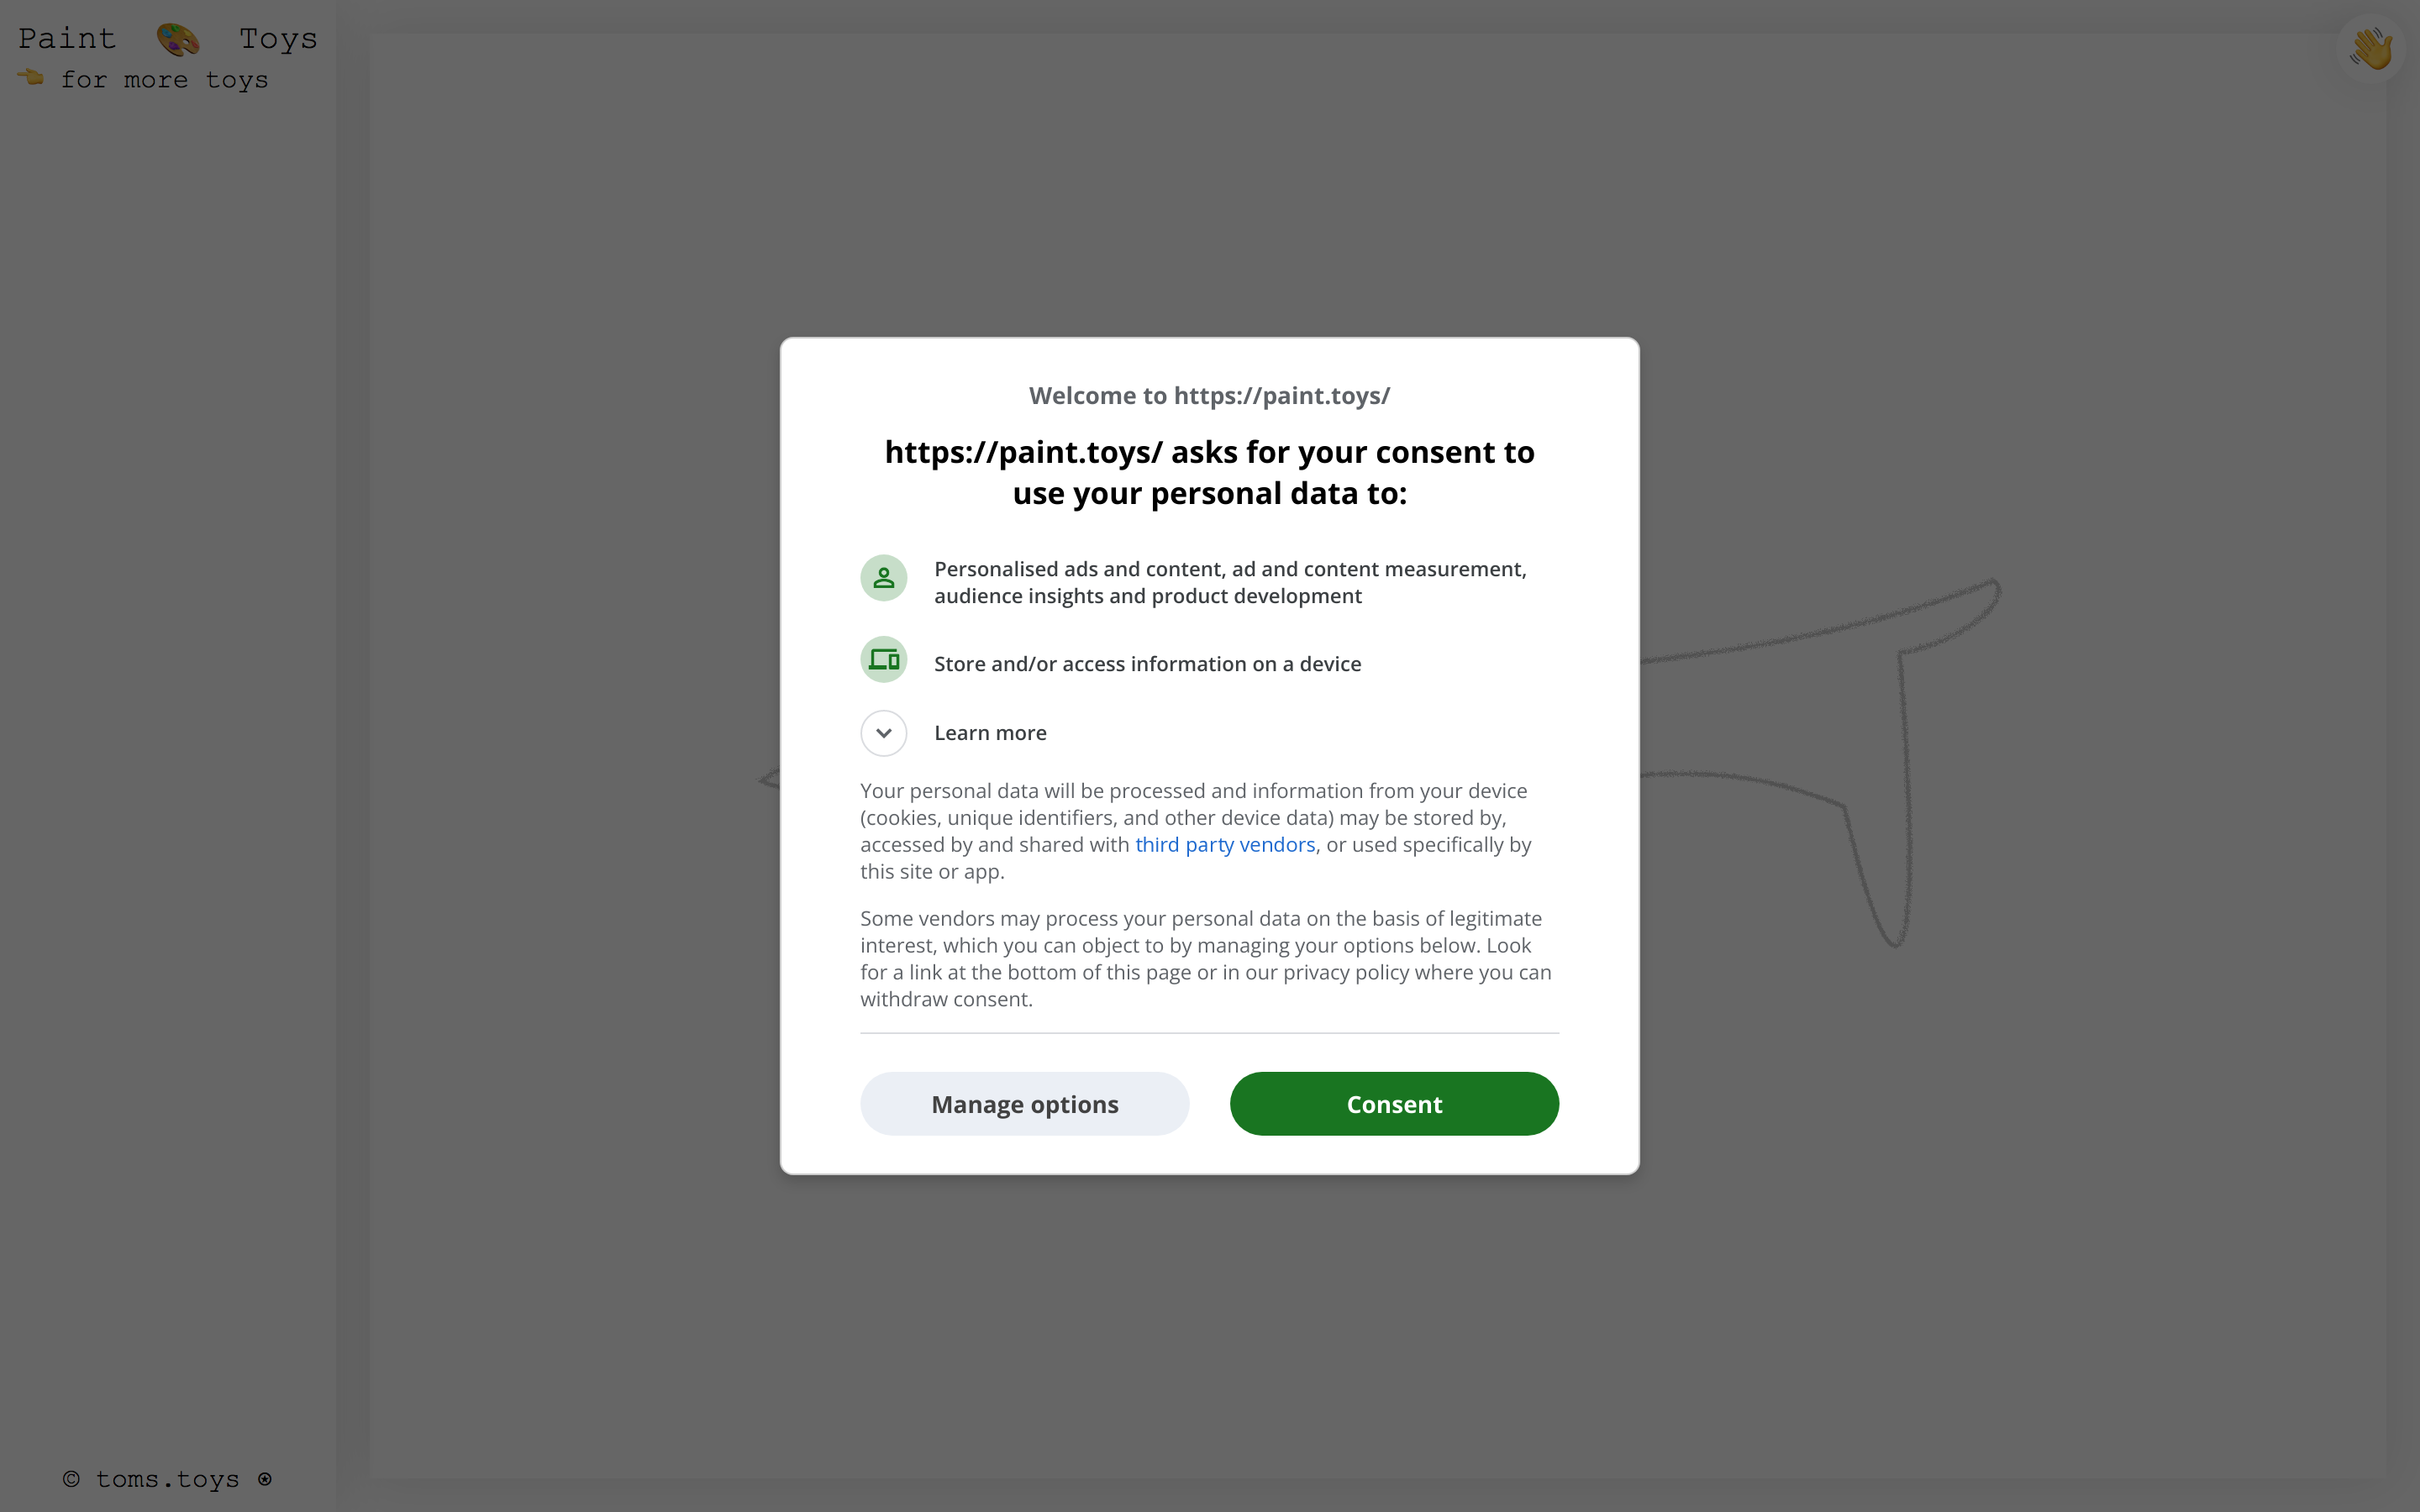 Paint 🎨 Toys
👈 for more toys
👋
Welcome to https://paint.toys/
https://paint.toys/ asks for your consent to
use your personal data to:
Personalised ads and content, ad and content measurement,
audience insights and product development
Store and/or access information on a device
Learn more
Your personal data will be processed and information from your device
(cookies, unique identifiers, and other device data) may be stored by,
accessed by and shared with third party vendors, or used specifically by
this site or app.
Some vendors may process your personal data on the basis of legitimate
interest, which you can object to by managing your options below. Look
for a link at the bottom of this page or in our privacy policy where you can
withdraw consent.
Manage options
Consent
© toms.toys ⍟